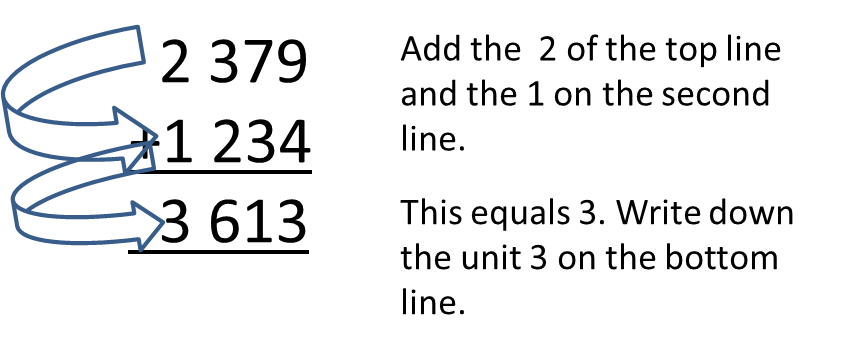 2 379
+1 234
3 613
Add the 2 of the top line
and the 1 on the second
line.
This equals 3. Write down
the unit 3 on the bottom
line.